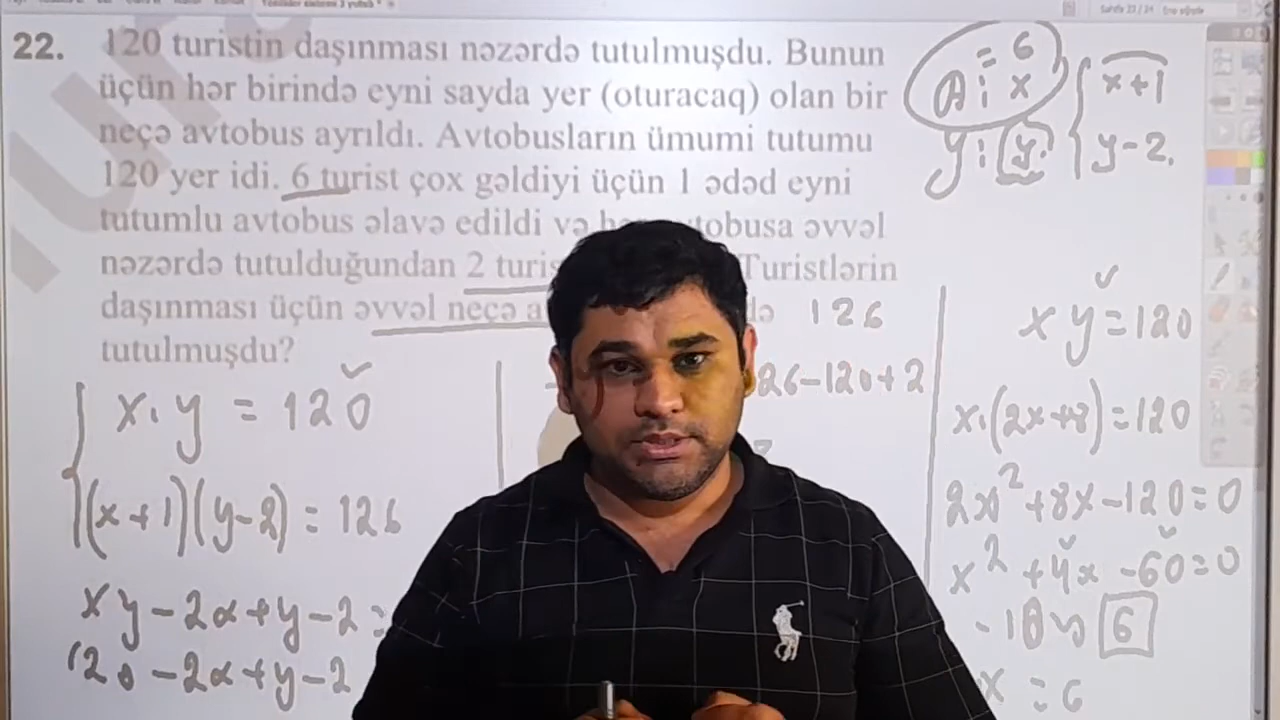 22. 120 turistin daşınması nəzərdə tutulmuşdu. Bunun
üçün hər birində eyni sayda yer (oturacaq) olan bir
neçə avtobus ayrıldı. Avtobusların ümumi tutumu
120 yer idi. 6 turist çox gəldiyi üçün 1 ədəd eyni
tutumlu avtobus əlavə edildi və avtobusa əvvəl
nəzərdə tutulduğundan 2 Turistlərin
daşınması üçün əvvəl neçə
tutulmuşdu?
= 6
A: x
y: y
x+1
y-2.
x.y = 120
(x+1)(y-2) = 126
xy-2x+y-2=
120-2x+y-2
126
26-120+2
xy=120
x.(2x+8)=120
2x²+8x-120=0
x²+4x-60=0
-10 6
x=6